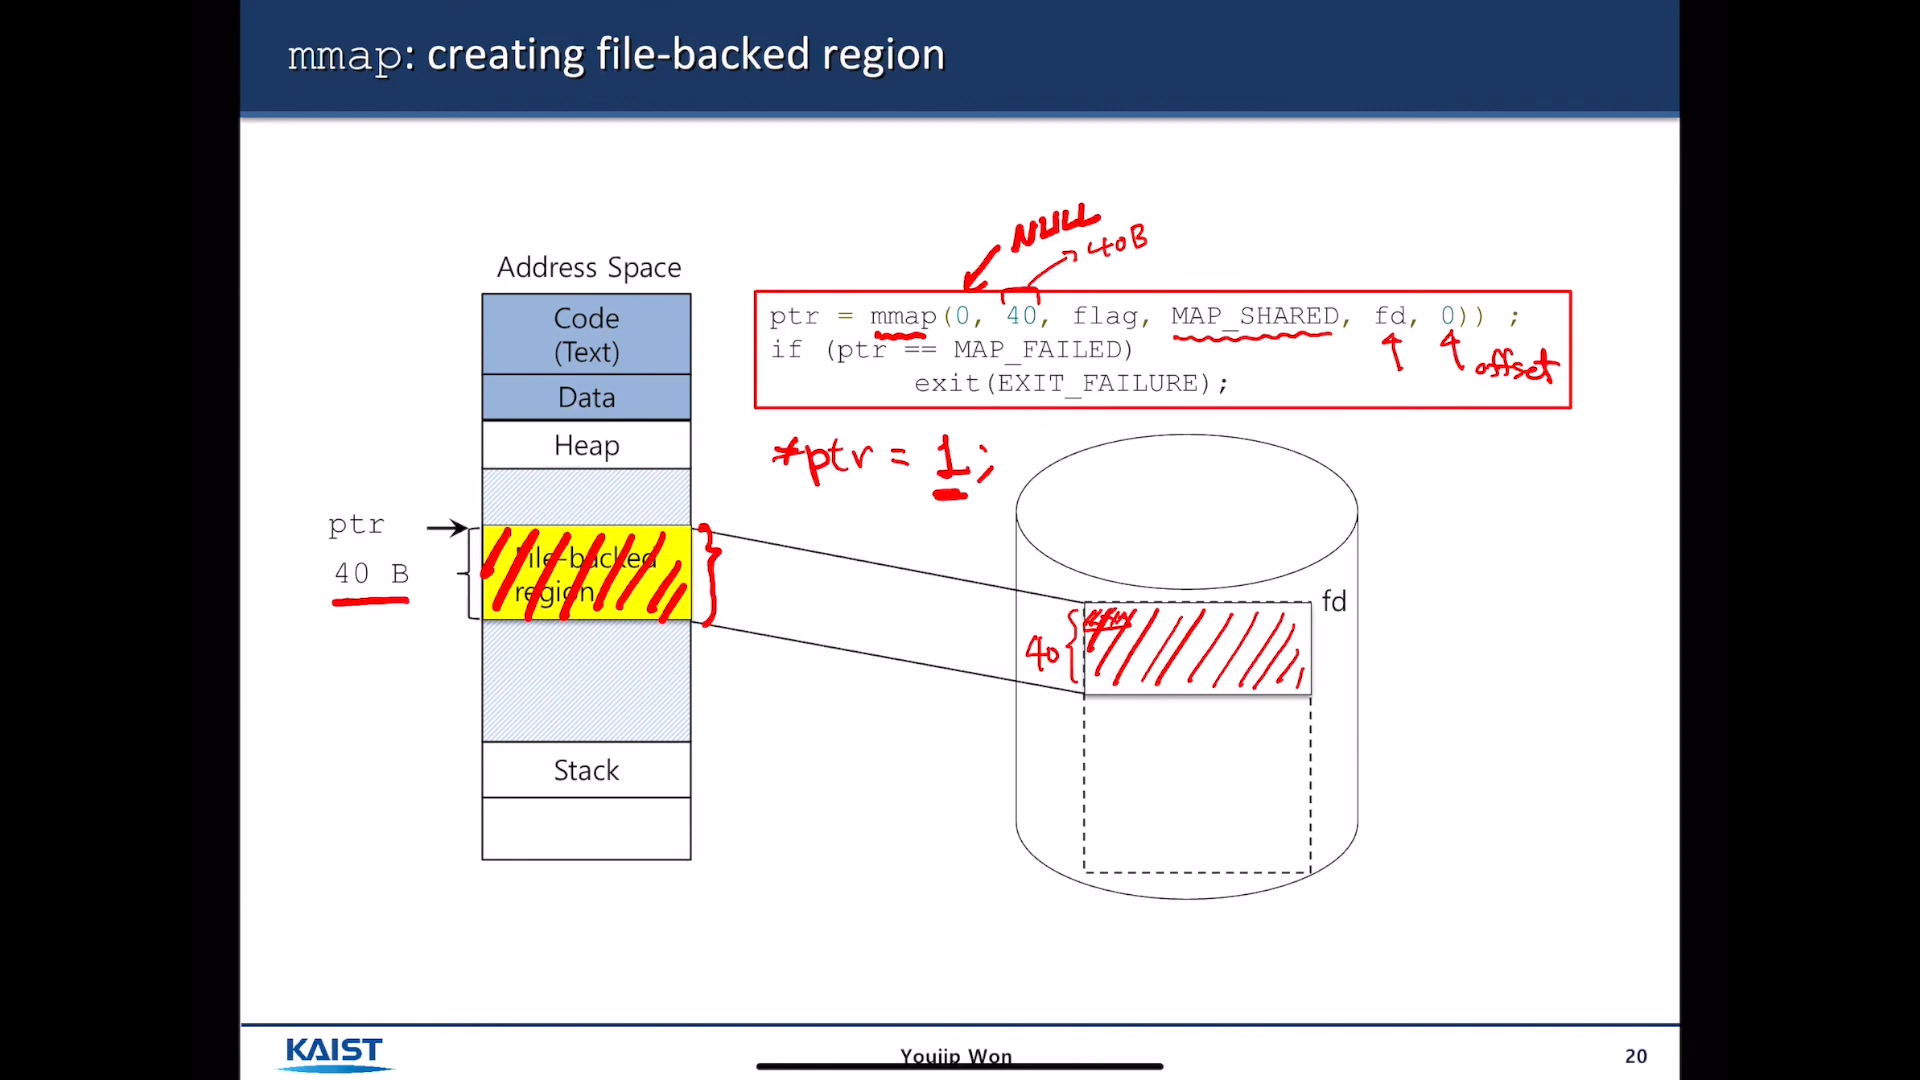 mmap: creating file-backed region
NULL
40B
Address Space
Code
(Text)
Data
Heap
ptr
40 B
File-backed
region
Stack
ptr = mmap(0, 40, flag, MAP_SHARED, fd, 0)) ;
if (ptr == MAP_FAILED)
exit(EXIT_FAILURE);
offset
*ptr = 1;
fd
40
KAIST
Youjip Won
20